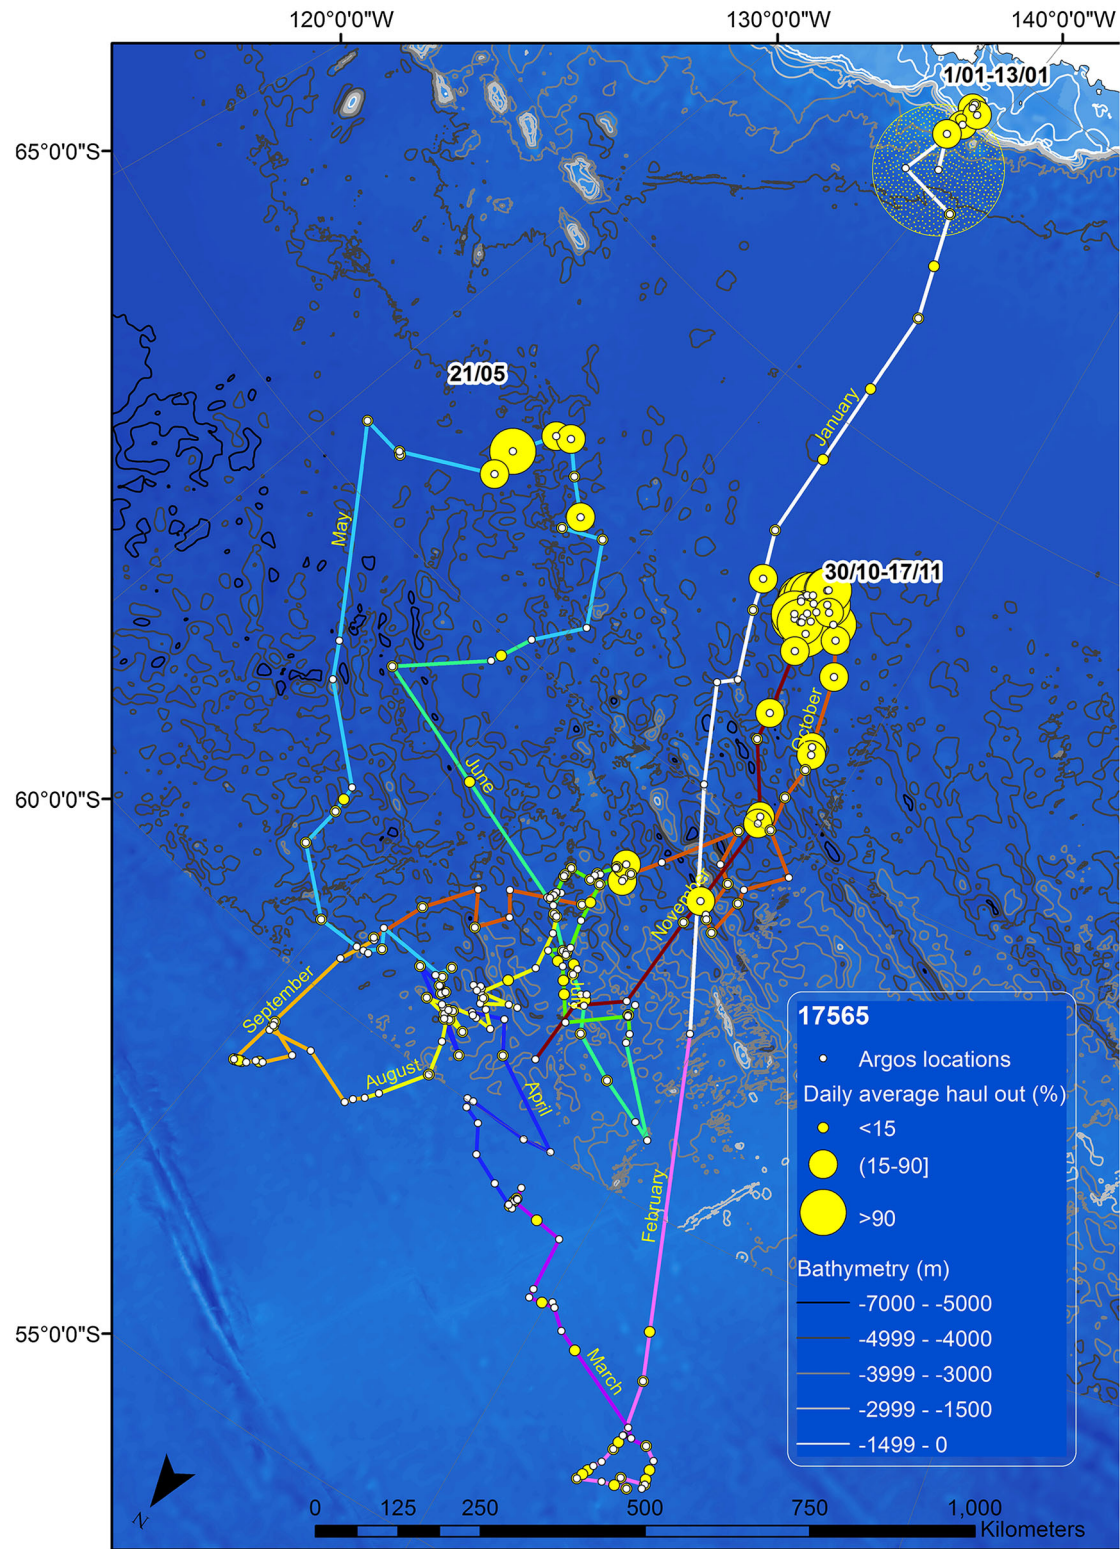 120°0'0"W
130°0'0"W
140°0'0"W
1/01-13/01
65°0'0"S
21/05
January
May
30/10-17/11
October
June
60°0'0"S
November
September
August
April
17565
Argos locations
Daily average haul out (%)
<15
(15-90]
>90
February
Bathymetry (m)
-7000 - -5000
55°0'0"S
-4999 - -4000
March
-3999 - -3000
-2999 - -1500
-1499 - 0
N
0 125 250 500 750 1,000
Kilometers